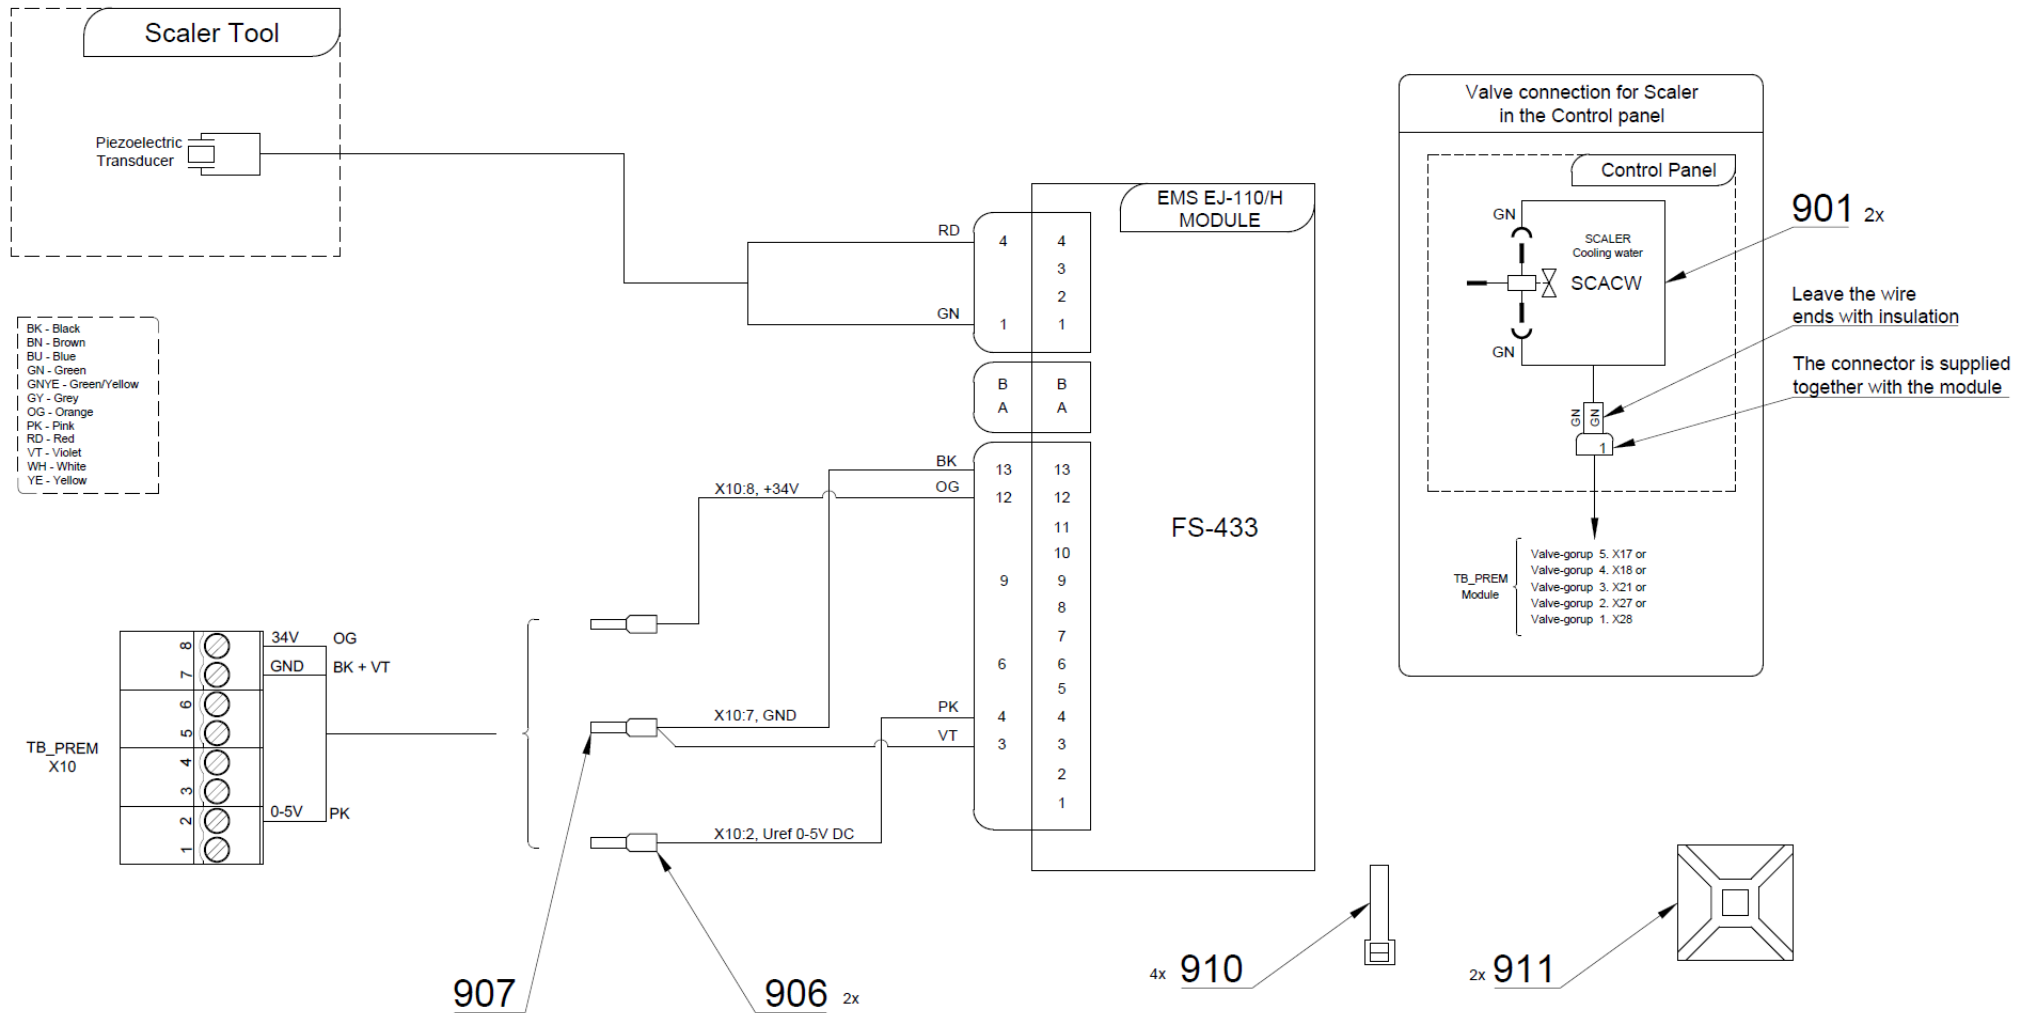 Scaler Tool
Piezoelectric
Transducer
BK - Black
BN - Brown
BU - Blue
GN - Green
GNYE - Green/Yellow
GY - Grey
OG - Orange
PK - Pink
RD - Red
VT - Violet
WH - White
YE - Yellow
TB_PREM
X10
8
7
6
5
4
3
2
1
34V OG
GND BK + VT
0-5V PK
X10:8, +34V
X10:7, GND
X10:2, Uref 0-5V DC
907
906 2x
RD
GN
BK
OG
PK
VT
EMS EJ-110/H
MODULE
FS-433
4 4
3
2
1 1
B B
A A
13 13
12 12
11
10
9 9
8
7
6 6
5
4 4
3 3
2
1
Valve connection for Scaler
in the Control panel
Control Panel
GN
SCALER
Cooling water
SCACW
GN
GN
GN
1
TB_PREM
Module
Valve-gorup 5. X17 or
Valve-gorup 4. X18 or
Valve-gorup 3. X21 or
Valve-gorup 2. X27 or
Valve-gorup 1. X28
901 2x
Leave the wire
ends with insulation
The connector is supplied
together with the module
4x 910
2x 911